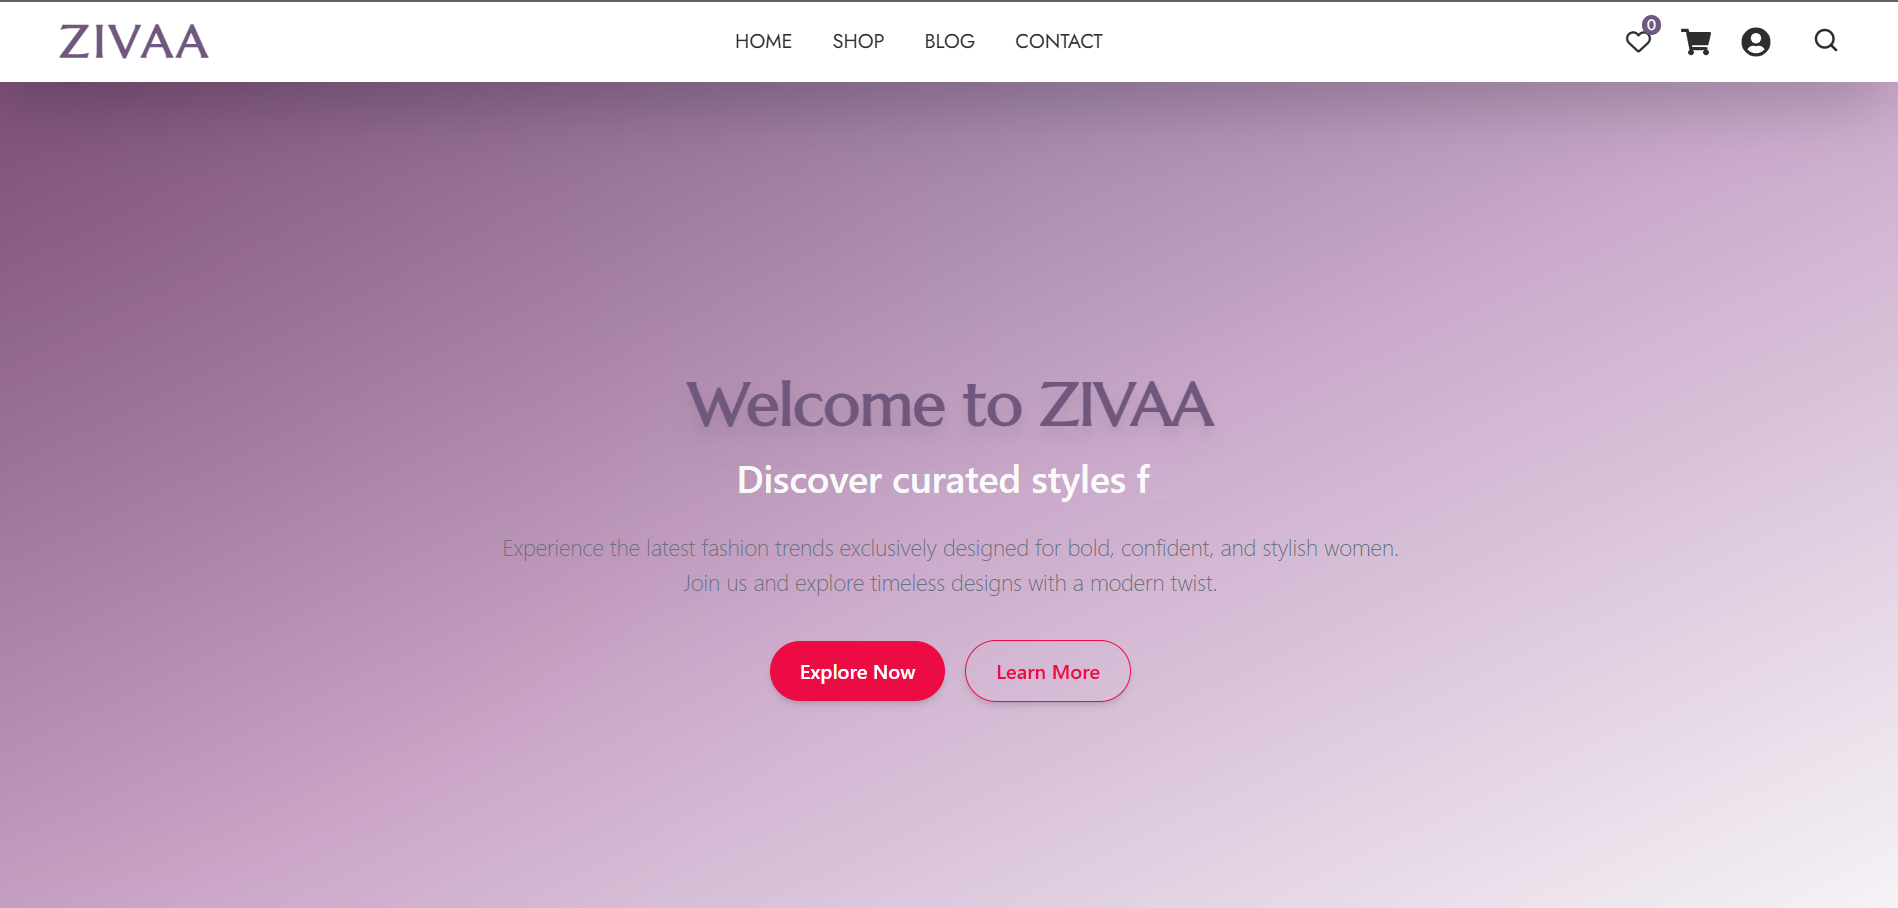 ZIVAA
HOME SHOP BLOG CONTACT
0
Welcome to ZIVAA
Discover curated styles f_
Experience the latest fashion trends exclusively designed for bold, confident, and stylish women.
Join us and explore timeless designs with a modern twist.
Explore Now Learn More